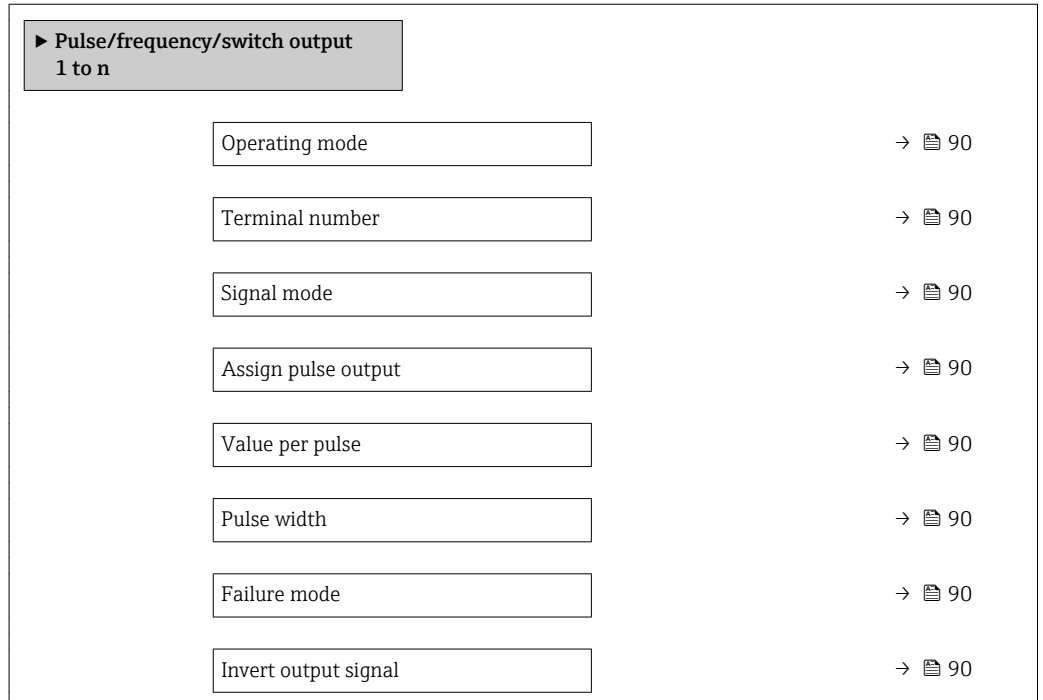 ► Pulse/frequency/switch output
1 to n
Operating mode → 90
Terminal number → 90
Signal mode → 90
Assign pulse output → 90
Value per pulse → 90
Pulse width → 90
Failure mode → 90
Invert output signal → 90